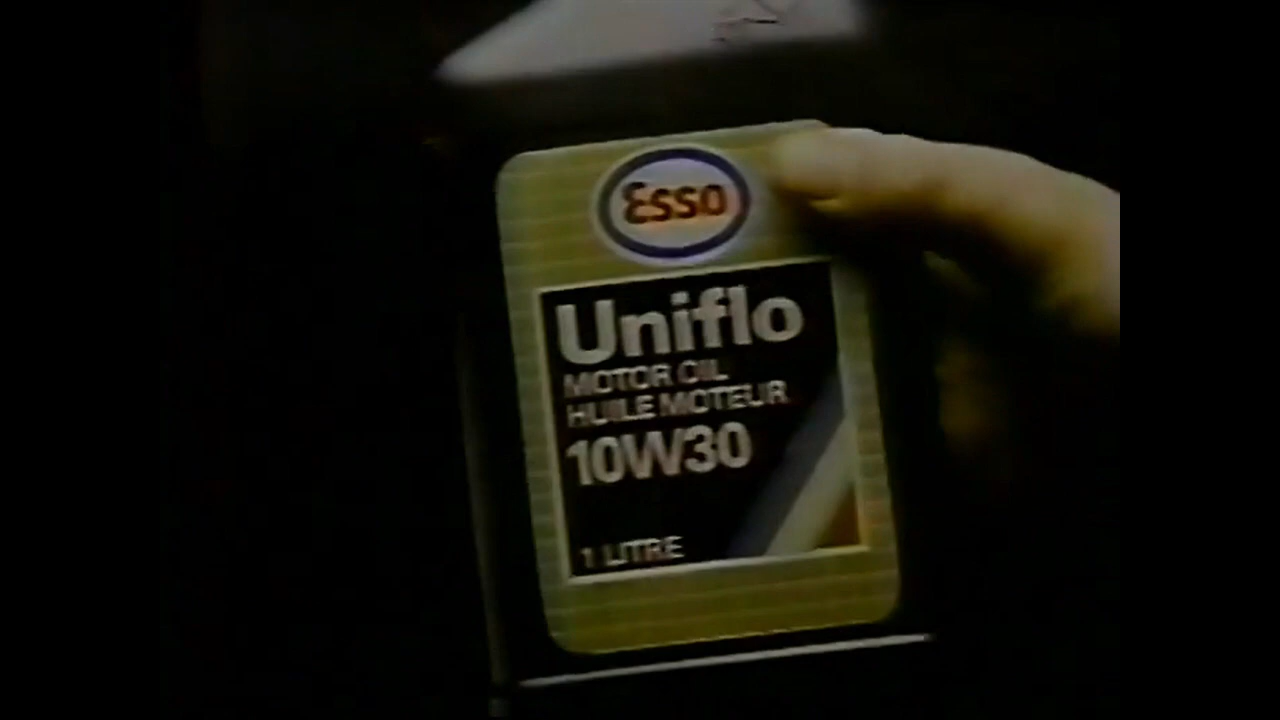 Esso
Uniflo
MOTOR OIL
HUILE MOTEUR
10W30
1 LITRE